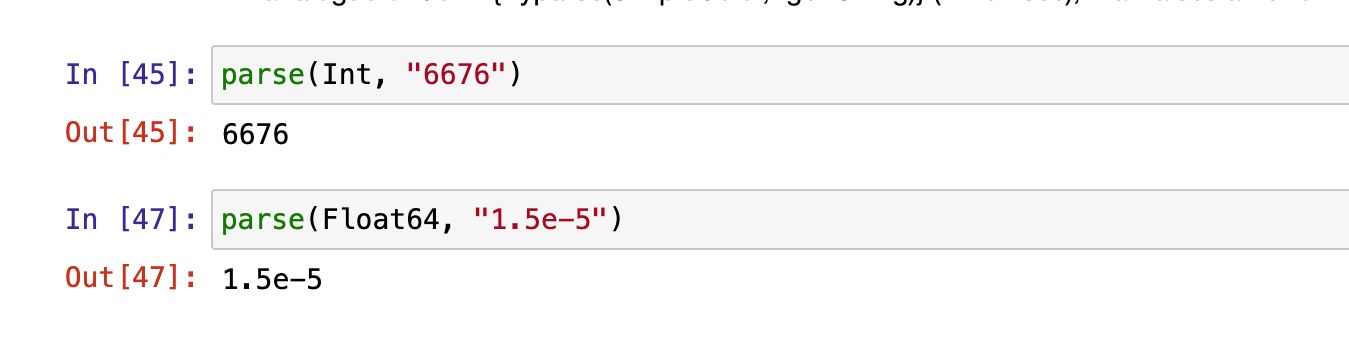 In [45]: parse(Int, "6676")
Out[45]: 6676
In [47]: parse(Float64, "1.5e-5")
Out[47]: 1.5e-5